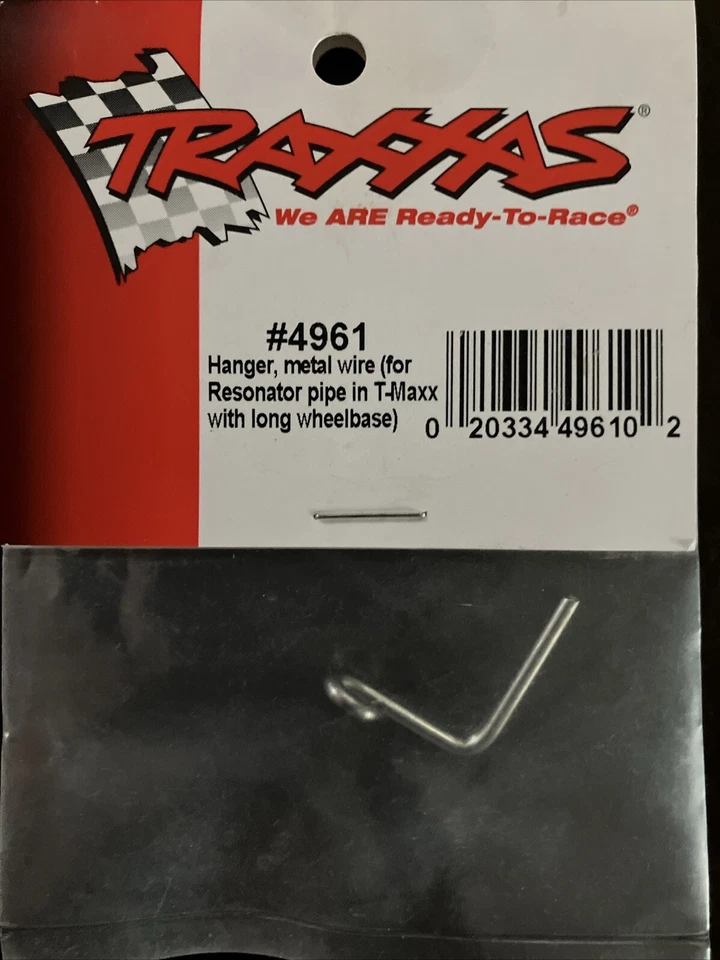 TRAXXAS®
We ARE Ready-To-Race®
#4961
Hanger, metal wire (for
Resonator pipe in T-Maxx
with long wheelbase)
0 20334 49610 2